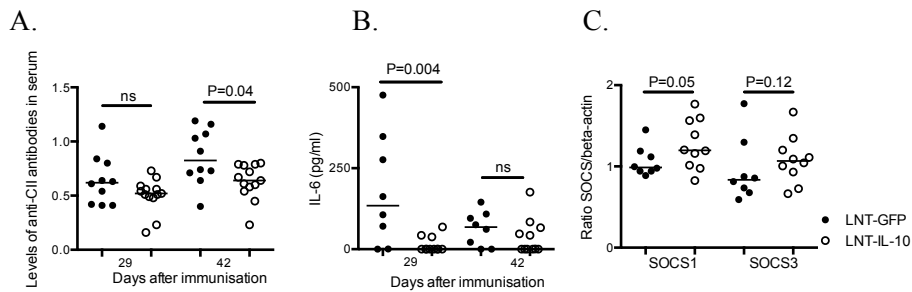 A.
B.
C.
Levels of anti-CII antibodies in serum
1.5
1.0
0.5
0.0
ns
P=0.04
29
42
Days after immunisation
IL-6 (pg/ml)
500
250
0
P=0.004
ns
29
42
Days after immunisation
Ratio SOCS/beta-actin
2
1
0
P=0.05
P=0.12
SOCS1
SOCS3
LNT-GFP
LNT-IL-10